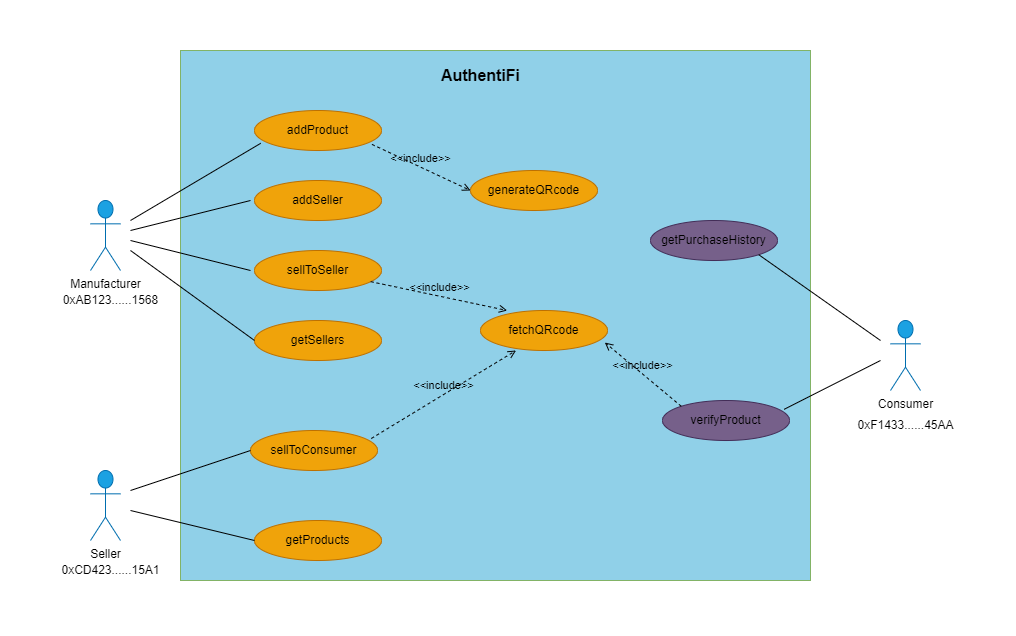 AuthentiFi
addProduct
<<include>>
generateQRcode
addSeller
getPurchaseHistory
sellToSeller
Manufacturer
0xAB123......1568
<<include>>
fetchQRcode
getSellers
<<include>>
<<include>>
Consumer
0xF1433......45AA
verifyProduct
sellToConsumer
getProducts
Seller
0xCD423......15A1